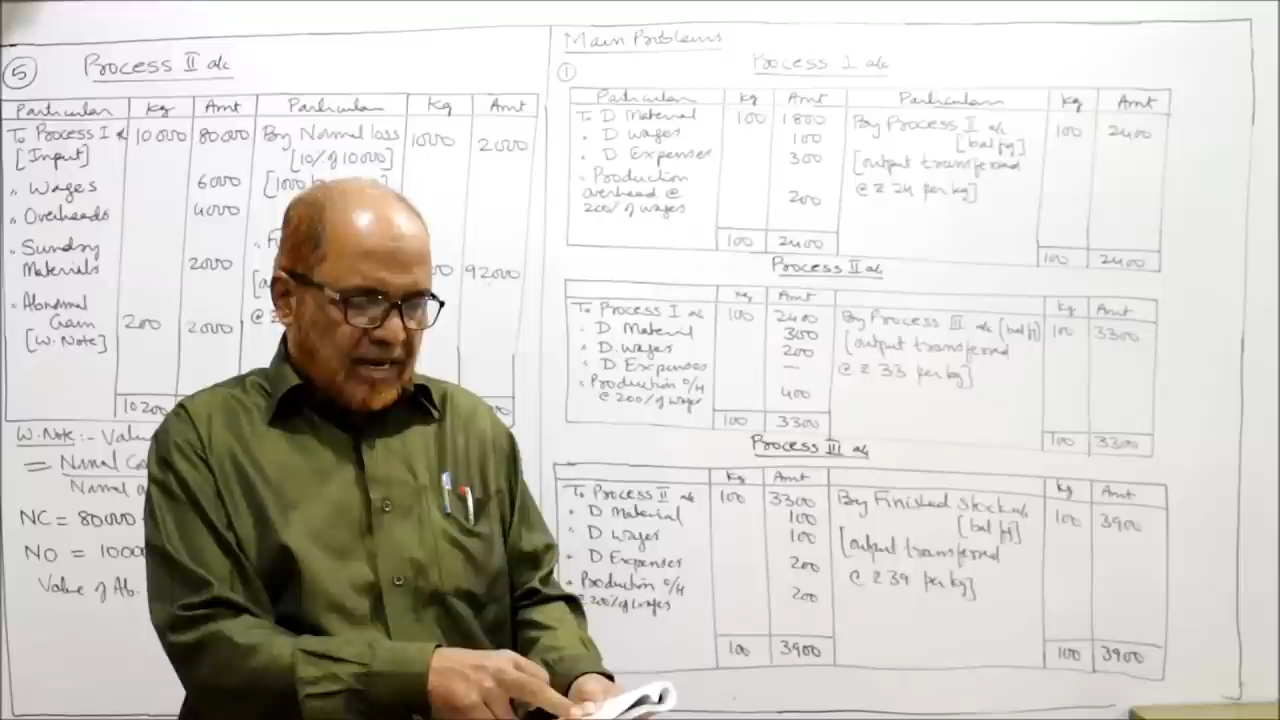 5
Process II a/c
Particular Kg Amt Particulars Kg Amt
To Process I a/c 10000 80000 By Normal loss 1000 2000
[Input] [10% of 10000]
" Wages 6000 [1000
" Overheads 4000
" Sundry
Materials 2000 92000
" Abnormal
Gain 200 2000
[W.Note]
10200
W.Note:- Value
NC = 80000
NO = 1000
Value of Ab.
Main Problems
1
Process I a/c
Particulars Kg Amt Particulars Kg Amt
To D Material 100 1800 By Process II a/c 100 2400
" D wages 100 [bal fig]
" D Expenses 300 [output transferred
" Production @ ₹ 24 per kg]
overhead @ 200
200% of wages
100 2400 100 2400
Process II a/c
Kg Amt Kg Amt
To Process I a/c 100 2400 By Process III a/c [bal fig] 100 3300
" D Material 300 [output transferred
" D. wages 200 @ ₹ 33 per kg]
" D Expenses —
" Production O/H 400
@ 200% of wages
100 3300 100 3300
Process III a/c
Kg Amt Kg Amt
To Process II a/c 100 3300 By Finished stock a/c 100 3900
" D Material 100 [bal fig]
" D wages 100 [output transferred
" D Expenses 200 @ ₹ 39 per kg]
" Production O/H 200
@ 200% of wages
100 3900 100 3900